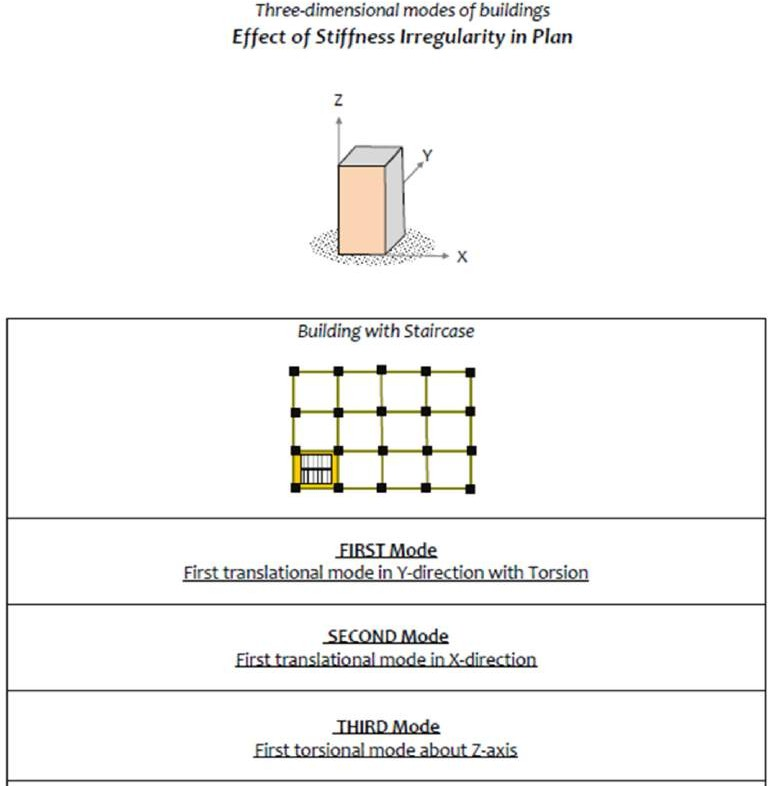 Three-dimensional modes of buildings
Effect of Stiffness Irregularity in Plan
Z
Y
X
Building with Staircase
FIRST Mode
First translational mode in Y-direction with Torsion
SECOND Mode
First translational mode in X-direction
THIRD Mode
First torsional mode about Z-axis